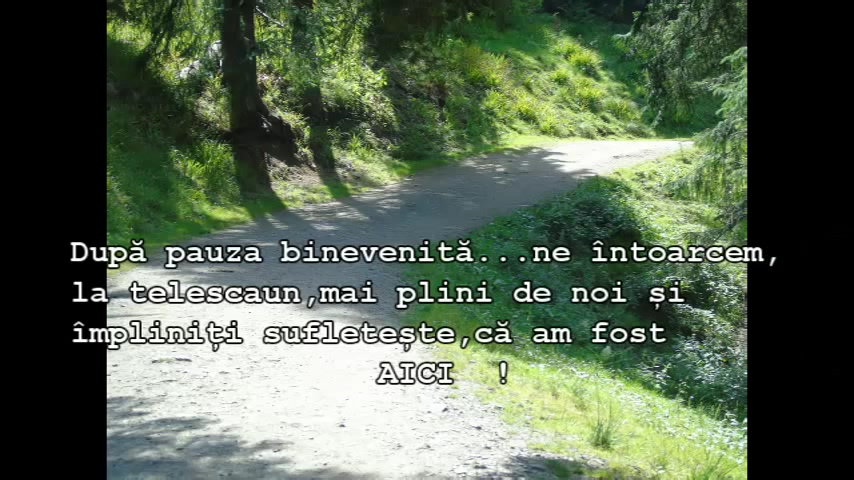 După pauza binevenită...ne întoarcem,
la telescaun,mai plini de noi și
împliniți sufletește,că am fost
AICI !